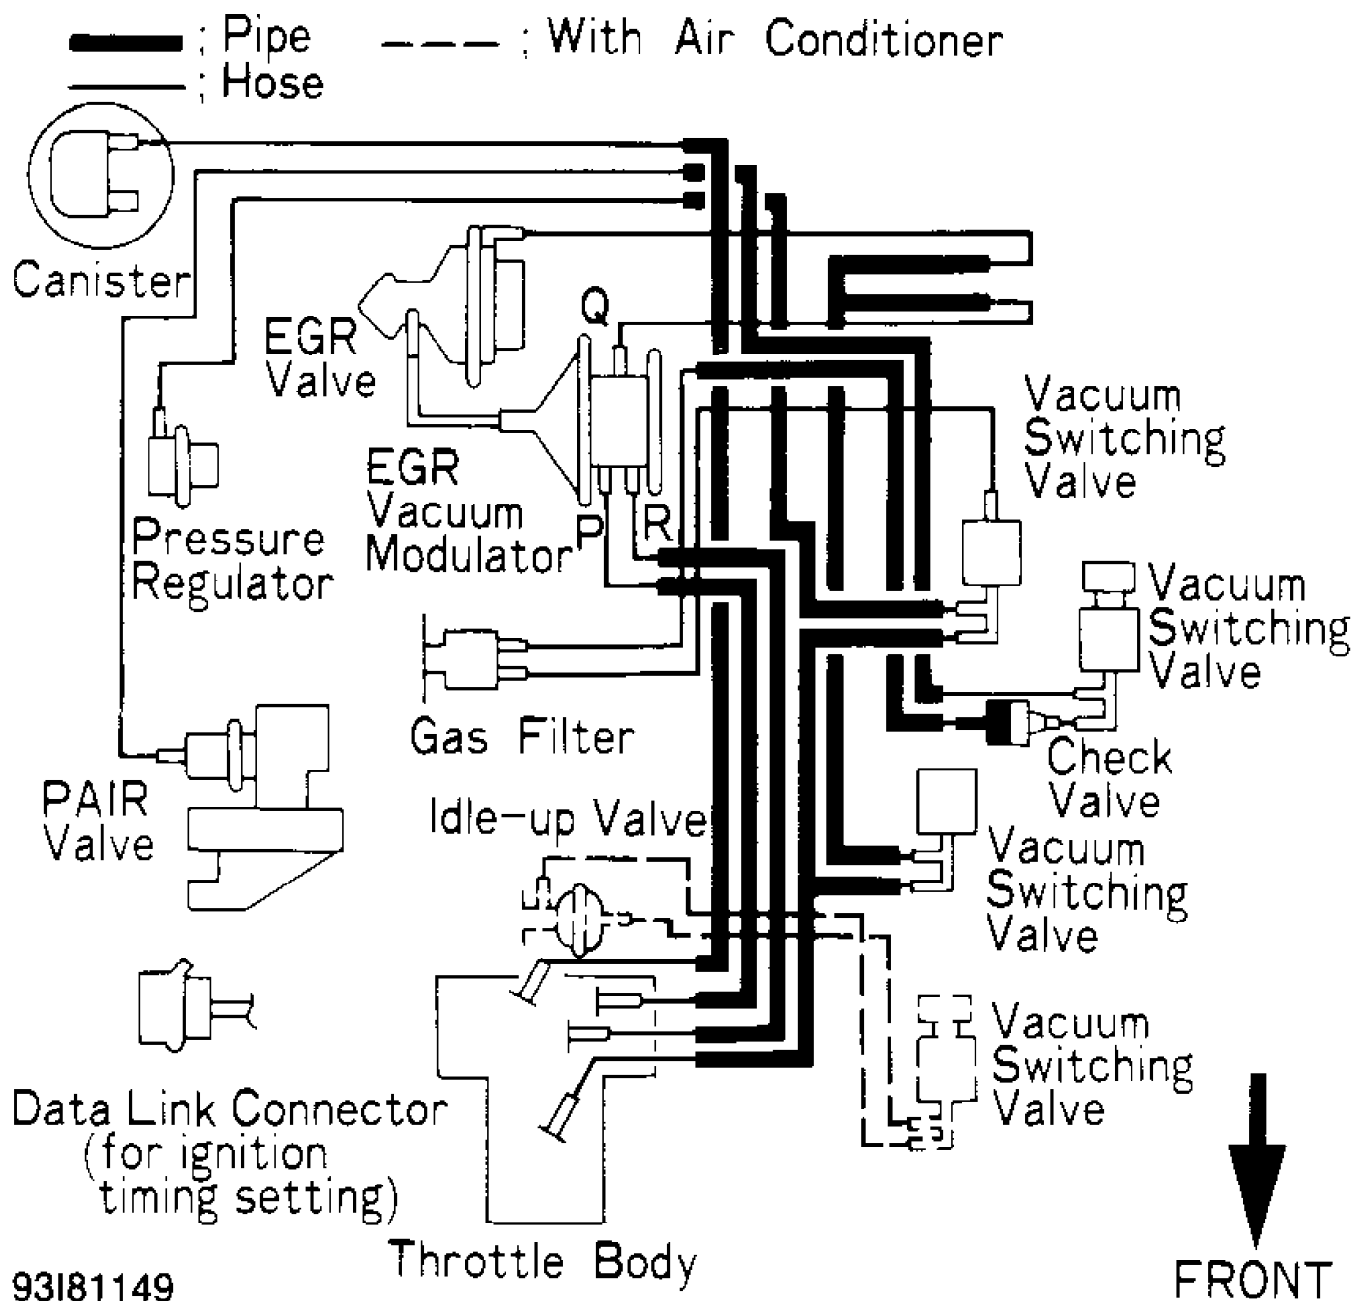 ; Pipe
--- ; With Air Conditioner
; Hose
Canister
EGR
Valve
Q
Vacuum
Switching
Valve
EGR
Vacuum
Modulator
P
R
Pressure
Regulator
Vacuum
Switching
Valve
Gas Filter
Check
Valve
PAIR
Valve
Idle-up Valve
Vacuum
Switching
Valve
Vacuum
Switching
Valve
Data Link Connector
(for ignition
timing setting)
Throttle Body
FRONT
93I81149